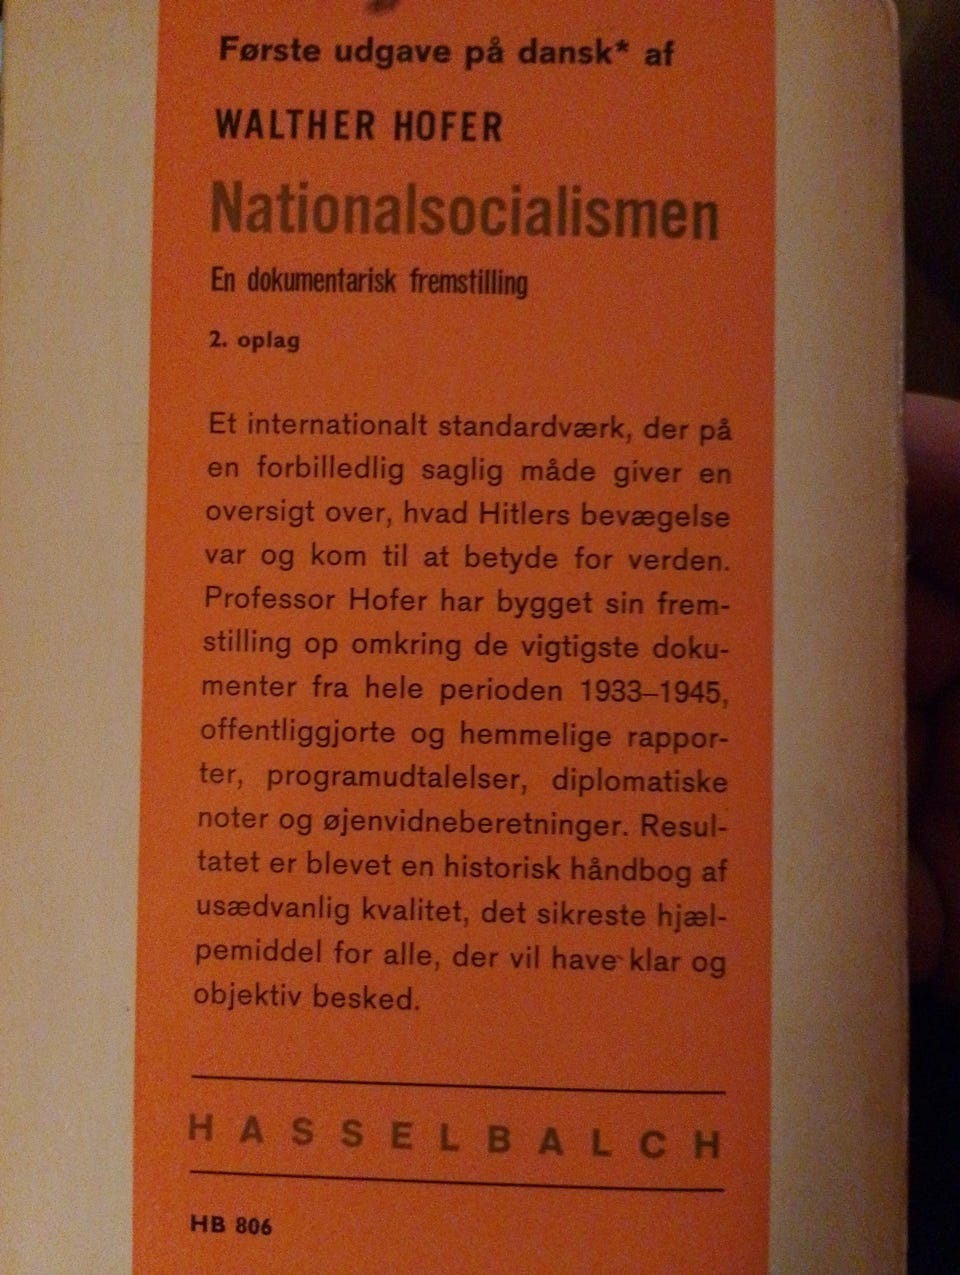 Første udgave på dansk* af
WALTHER HOFER
Nationalsocialismen
En dokumentarisk fremstilling
2. oplag
Et internationalt standardværk, der på
en forbilledlig saglig måde giver en
oversigt over, hvad Hitlers bevægelse
var og kom til at betyde for verden.
Professor Hofer har bygget sin frem-
stilling op omkring de vigtigste doku-
menter fra hele perioden 1933–1945,
offentliggjorte og hemmelige rappor-
ter, programudtalelser, diplomatiske
noter og øjenvidneberetninger. Resul-
tatet er blevet en historisk håndbog af
usædvanlig kvalitet, det sikreste hjæl-
pemiddel for alle, der vil have klar og
objektiv besked.
HASSELBALCH
HB 806